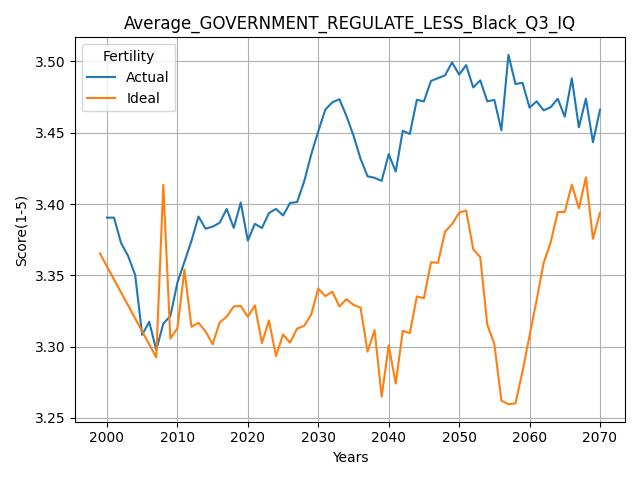 Average_GOVERNMENT_REGULATE_LESS_Black_Q3_IQ
Fertility
Actual
Ideal
Score(1-5)
3.50
3.45
3.40
3.35
3.30
3.25
2000 2010 2020 2030 2040 2050 2060 2070
Years